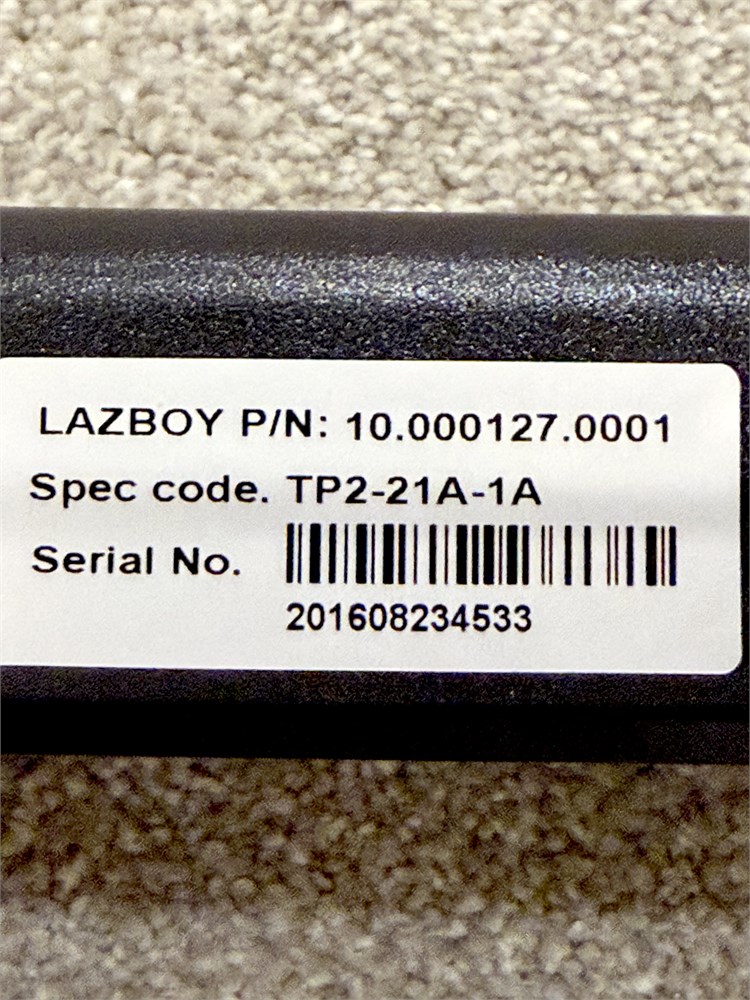 LAZBOY P/N: 10.000127.0001
Spec code. TP2-21A-1A
Serial No.
201608234533